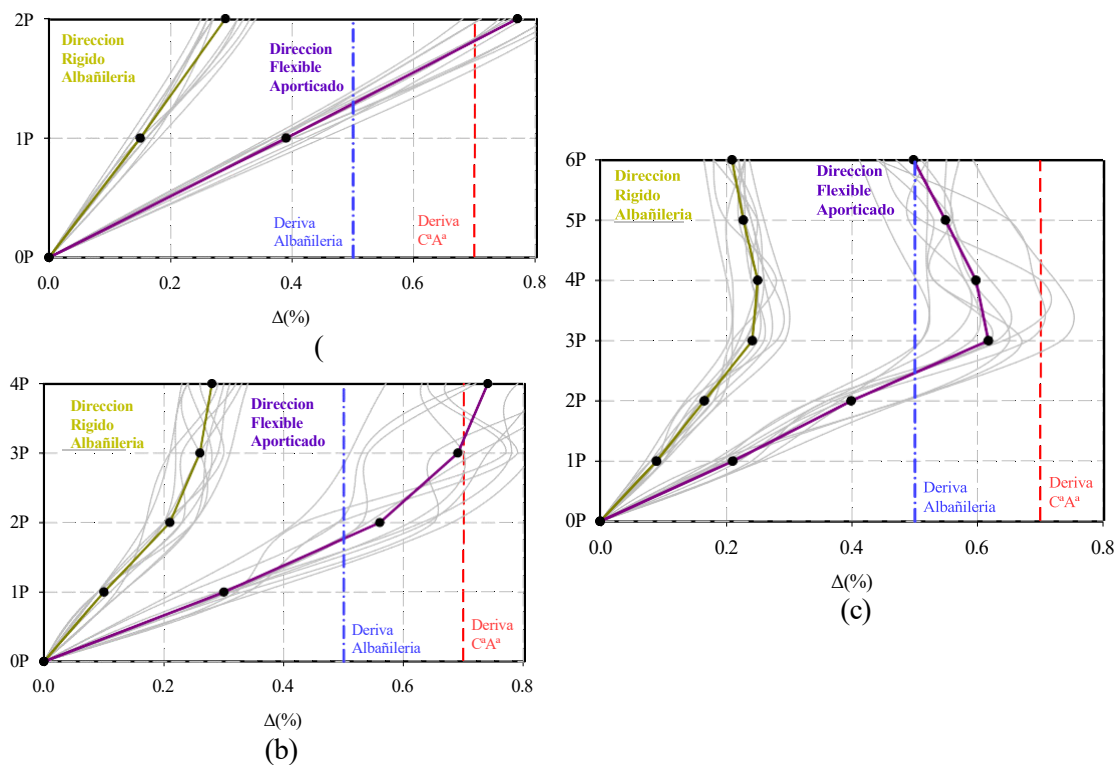 2P
1P
0P
Direccion
Rigido
Albañileria
Direccion
Flexible
Aporticado
Deriva
Albañileria
Deriva
CªAª
0.0 0.2 0.4 0.6 0.8
Δ(%)
(
4P
3P
2P
1P
0P
Direccion
Rigido
Albañileria
Direccion
Flexible
Aporticado
Deriva
Albañileria
Deriva
CªAª
0.0 0.2 0.4 0.6 0.8
Δ(%)
(b)
6P
5P
4P
3P
2P
1P
0P
Direccion
Rigido
Albañileria
Direccion
Flexible
Aporticado
Deriva
Albañileria
Deriva
CªAª
0.0 0.2 0.4 0.6 0.8
Δ(%)
(c)